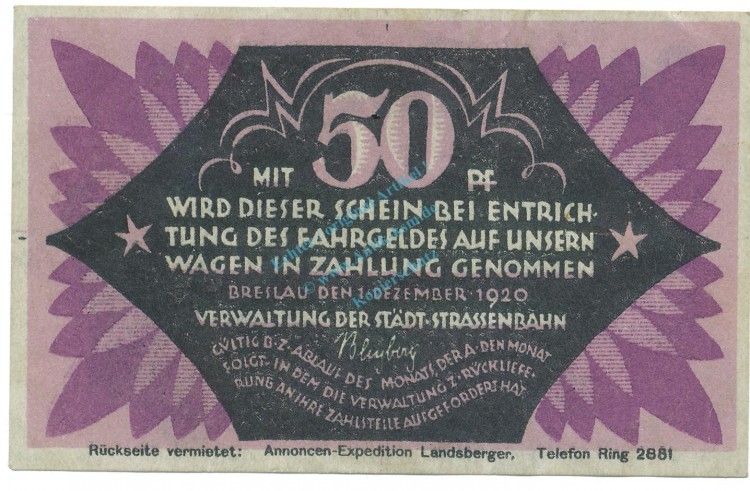 50
MIT Pf
WIRD DIESER SCHEIN BEI ENTRICH-
TUNG DES FAHRGELDES AUF UNSERN
WAGEN IN ZAHLUNG GENOMMEN
BRESLAU DEN 1. DEZEMBER 1920
VERWALTUNG DER STÄDT. STRASSENBAHN
GÜLTIG B. Z. ABLAUF DES MONATS, DER A. DEN MONAT
FOLGT, IN DEM DIE VERWALTUNG Z. RÜCKLIEFE-
RUNG AN IHRE ZAHLSTELLE AUFGEFORDERT HAT.
Rückseite vermietet: Annoncen-Expedition Landsberger, Telefon Ring 2881